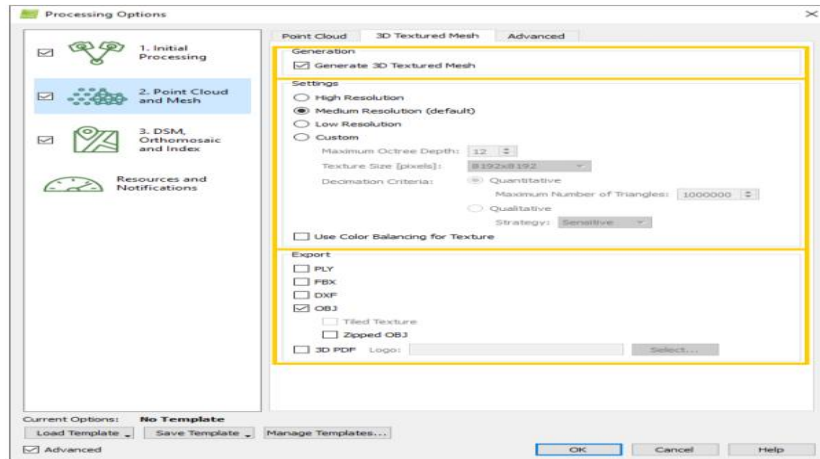 Processing Options
1. Initial
Processing
2. Point Cloud
and Mesh
3. DSM,
Orthomosaic
and Index
Resources and
Notifications
Point Cloud 3D Textured Mesh Advanced
Generation
Generate 3D Textured Mesh
Settings
High Resolution
Medium Resolution (default)
Low Resolution
Custom
Maximum Octree Depth: 12
Texture Size [pixels]: 8192x8192
Decimation Criteria: Quantitative
Maximum Number of Triangles: 1000000
Qualitative
Strategy: Sensitive
Use Color Balancing for Texture
Export
PLY
FBX
DXF
OBJ
Tiled Texture
Zipped OBJ
3D PDF Logo: Select...
Current Options: No Template
Load Template Save Template Manage Templates...
Advanced OK Cancel Help